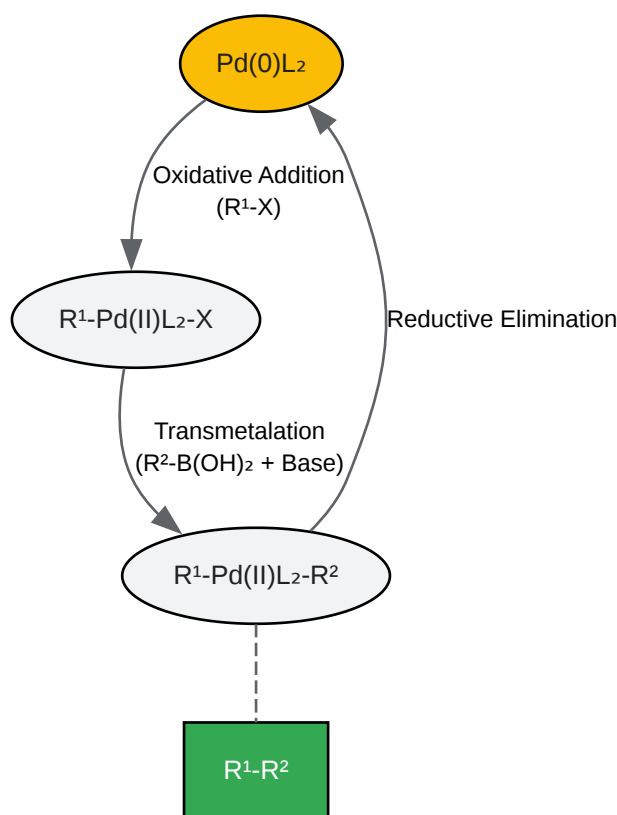 Pd(0)L₂
Oxidative Addition
(R¹-X)
R¹-Pd(II)L₂-X
Reductive Elimination
Transmetalation
(R²-B(OH)₂ + Base)
R¹-Pd(II)L₂-R²
R¹-R²